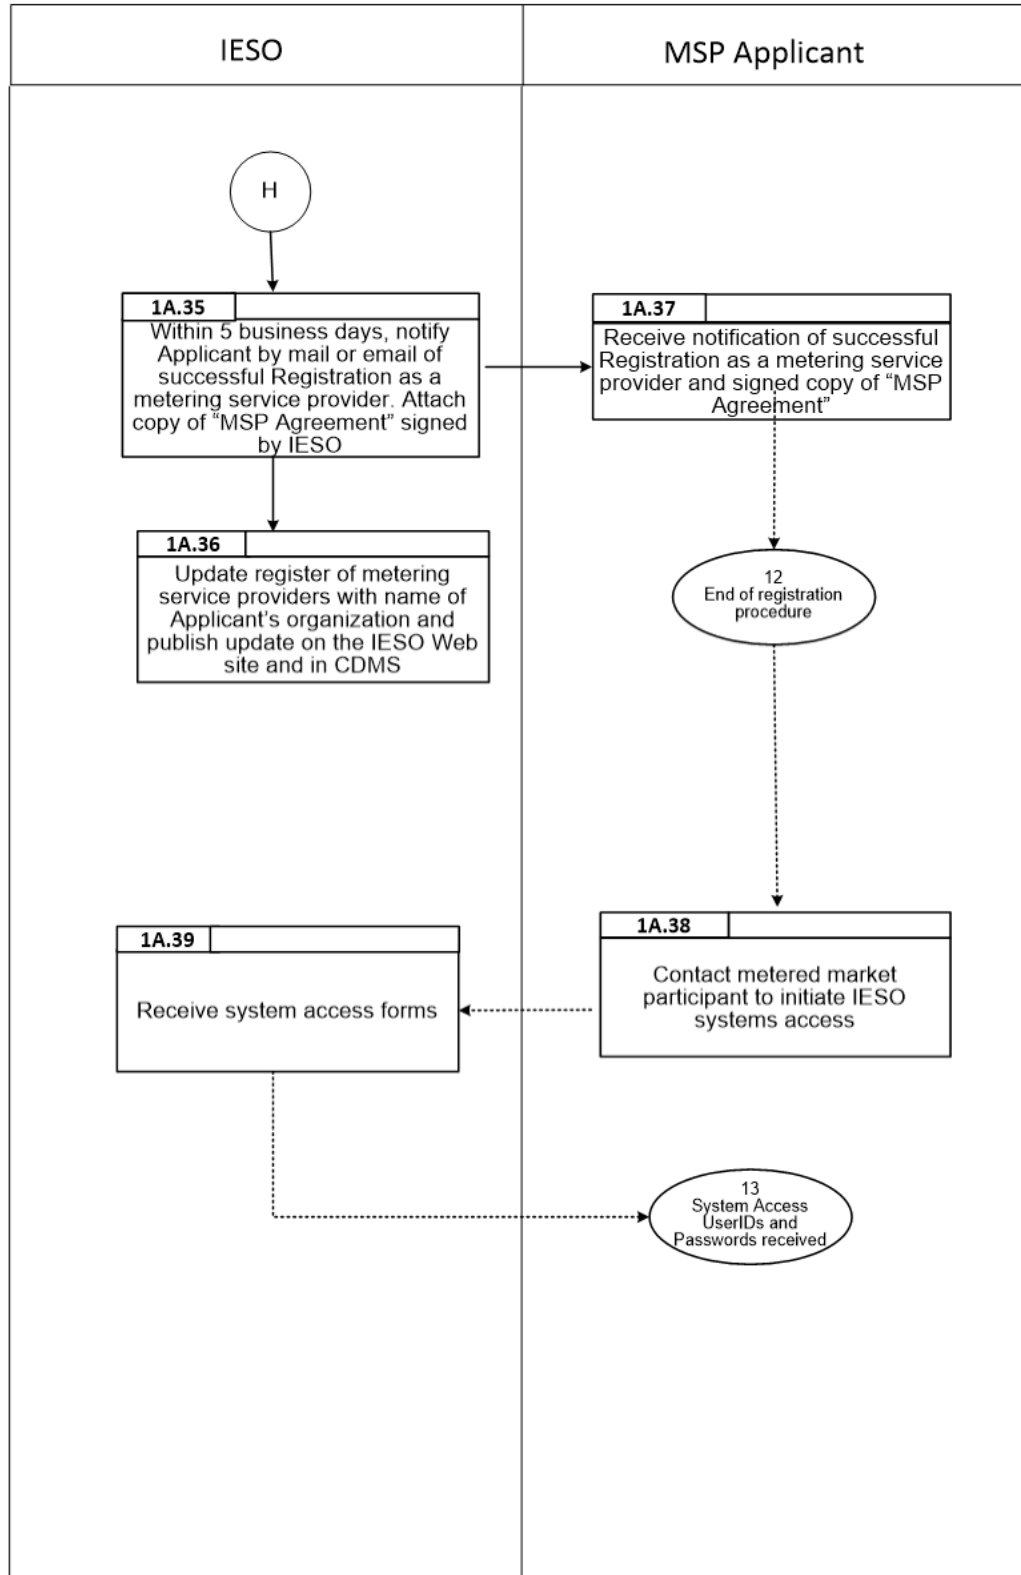 IESO
MSP Applicant
H
1A.35
Within 5 business days, notify
Applicant by mail or email of
successful Registration as a
metering service provider. Attach
copy of “MSP Agreement” signed
by IESO
1A.37
Receive notification of successful
Registration as a metering service
provider and signed copy of “MSP
Agreement”
1A.36
Update register of metering
service providers with name of
Applicant’s organization and
publish update on the IESO Web
site and in CDMS
12
End of registration
procedure
1A.39
Receive system access forms
1A.38
Contact metered market
participant to initiate IESO
systems access
13
System Access
UserIDs and
Passwords received